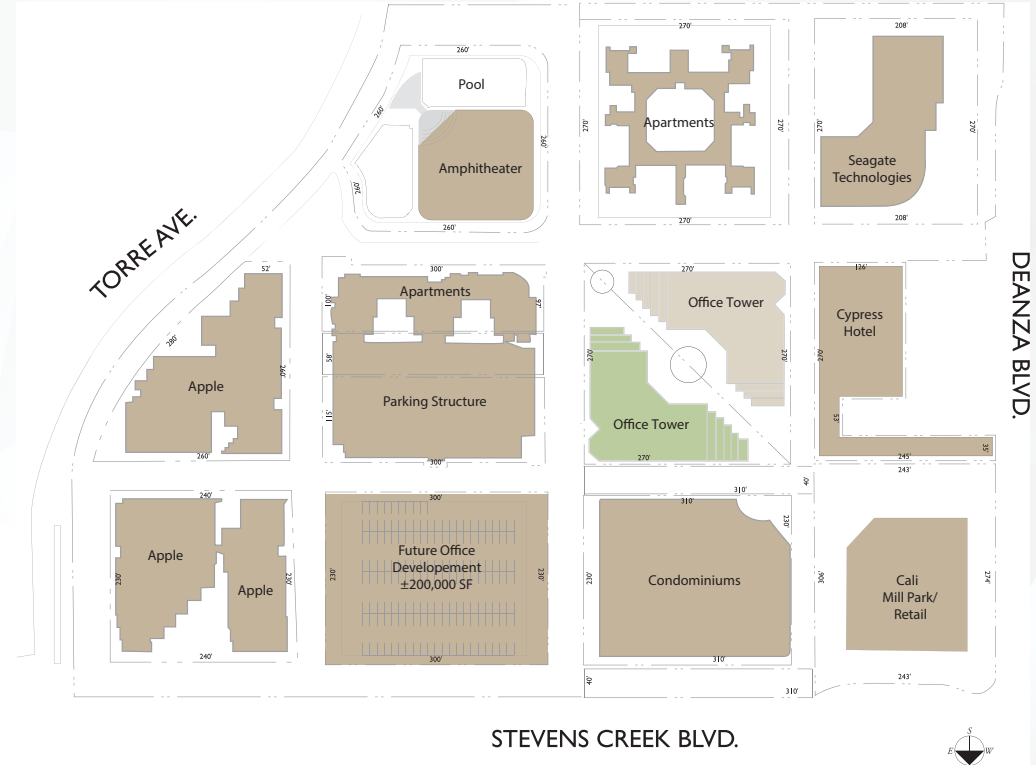 260'
Pool
260'
260'
Amphitheater
260'
260'
270'
270'
Apartments
270'
270'
208'
270'
270'
Seagate
Technologies
208'
TORRE AVE.
DEANZA BLVD.
52'
280'
260'
Apple
260'
300'
Apartments
100'
97'
58'
Parking Structure
115'
300'
270'
Office Tower
270'
270'
Office Tower
270'
126'
Cypress
Hotel
270'
53'
35'
245'
243'
240'
Apple
Apple
230'
230'
240'
300'
Future Office
Developement
±200,000 SF
230'
230'
300'
40'
310'
310'
230'
Condominiums
230'
310'
40'
310'
306'
Cali
Mill Park/
Retail
274'
243'
STEVENS CREEK BLVD.
S
E
W